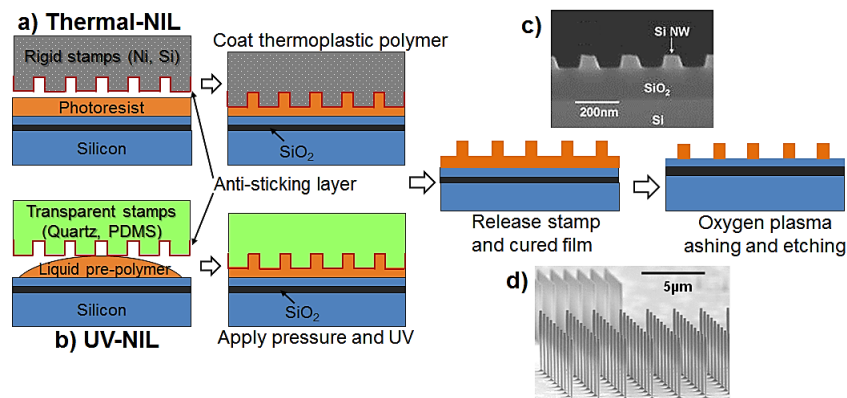 a) Thermal-NIL
Rigid stamps (Ni, Si)
Photoresist
Silicon
Coat thermoplastic polymer
SiO2
Anti-sticking layer
Transparent stamps
(Quartz, PDMS)
Liquid pre-polymer
Silicon
b) UV-NIL
SiO2
Apply pressure and UV
Release stamp
and cured film
Oxygen plasma
ashing and etching
c)
Si NW
SiO2
200nm
Si
d)
5µm